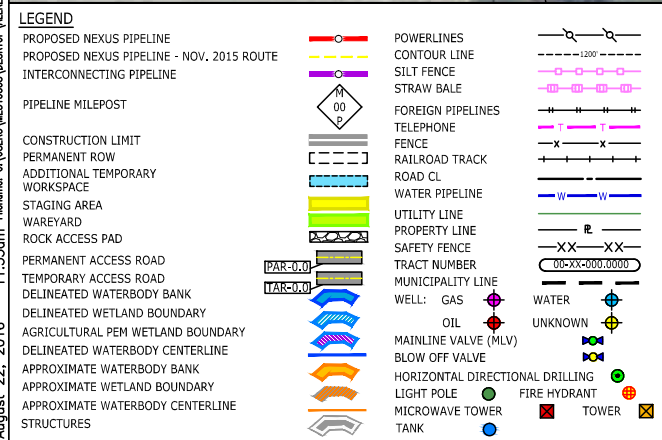 LEGEND
PROPOSED NEXUS PIPELINE
PROPOSED NEXUS PIPELINE - NOV. 2015 ROUTE
INTERCONNECTING PIPELINE
PIPELINE MILEPOST
M
00
P
CONSTRUCTION LIMIT
PERMANENT ROW
ADDITIONAL TEMPORARY
WORKSPACE
STAGING AREA
WAREYARD
ROCK ACCESS PAD
PERMANENT ACCESS ROAD
PAR-0.0
TEMPORARY ACCESS ROAD
TAR-0.0
DELINEATED WATERBODY BANK
DELINEATED WETLAND BOUNDARY
AGRICULTURAL PEM WETLAND BOUNDARY
DELINEATED WATERBODY CENTERLINE
APPROXIMATE WATERBODY BANK
APPROXIMATE WETLAND BOUNDARY
APPROXIMATE WATERBODY CENTERLINE
STRUCTURES
POWERLINES
CONTOUR LINE
1200'
SILT FENCE
STRAW BALE
FOREIGN PIPELINES
TELEPHONE T T
FENCE x x
RAILROAD TRACK
ROAD CL
WATER PIPELINE W W
UTILITY LINE
PROPERTY LINE ⅊
SAFETY FENCE XX XX
TRACT NUMBER 00-XX-000.0000
MUNICIPALITY LINE
WELL: GAS WATER
OIL UNKNOWN
MAINLINE VALVE (MLV)
BLOW OFF VALVE
HORIZONTAL DIRECTIONAL DRILLING
LIGHT POLE FIRE HYDRANT
MICROWAVE TOWER TOWER
TANK
August 22, 2016